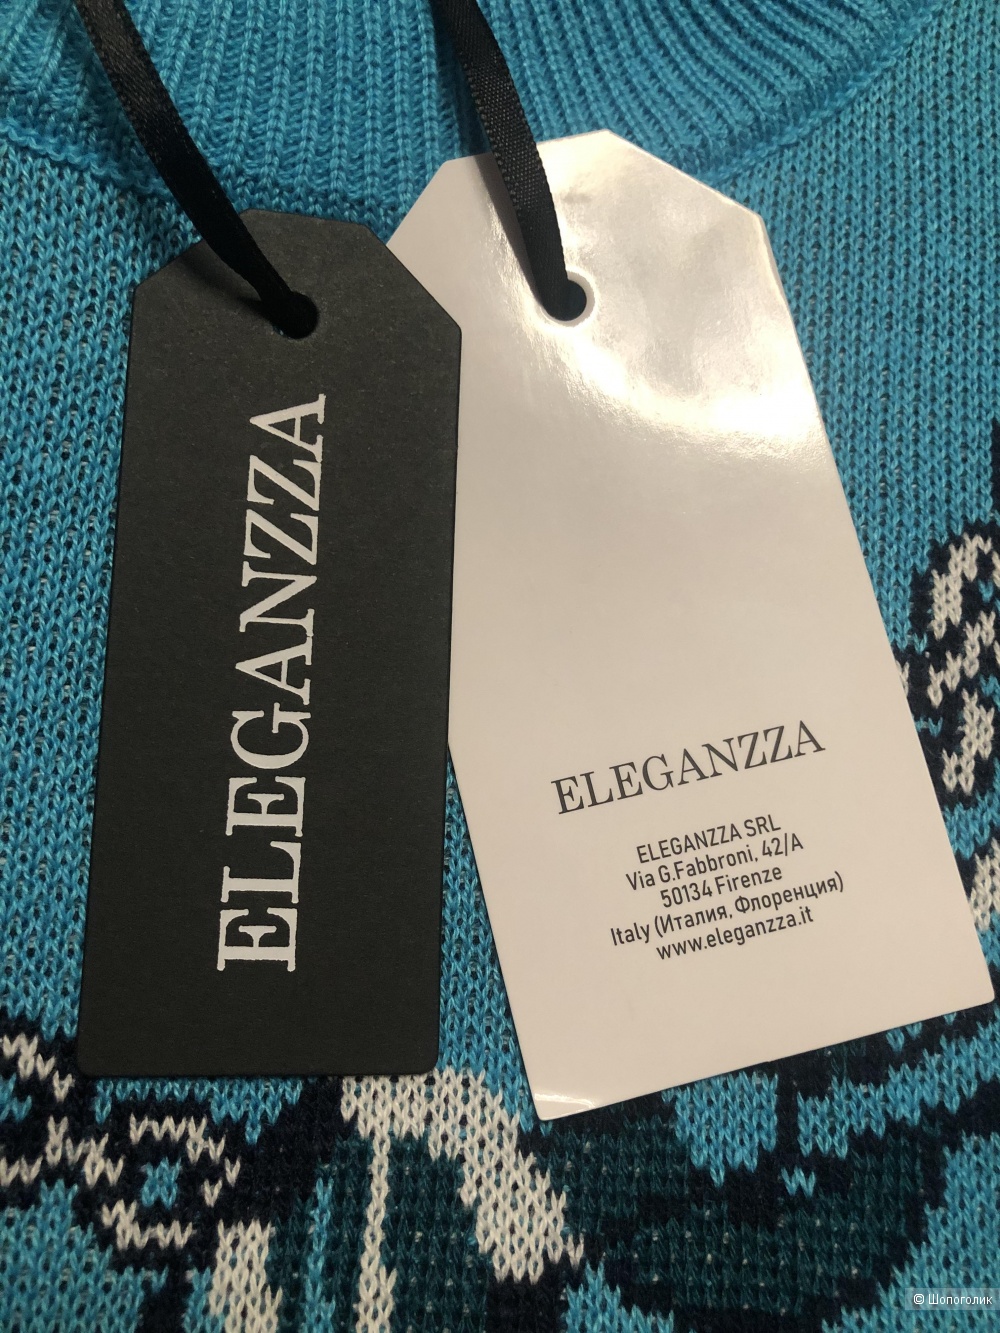 ELEGANZZA
ELEGANZZA
ELEGANZZA SRL
Via G.Fabbroni, 42/A
50134 Firenze
Italy (Италия, Флоренция)
www.eleganzza.it
© Шопоголик